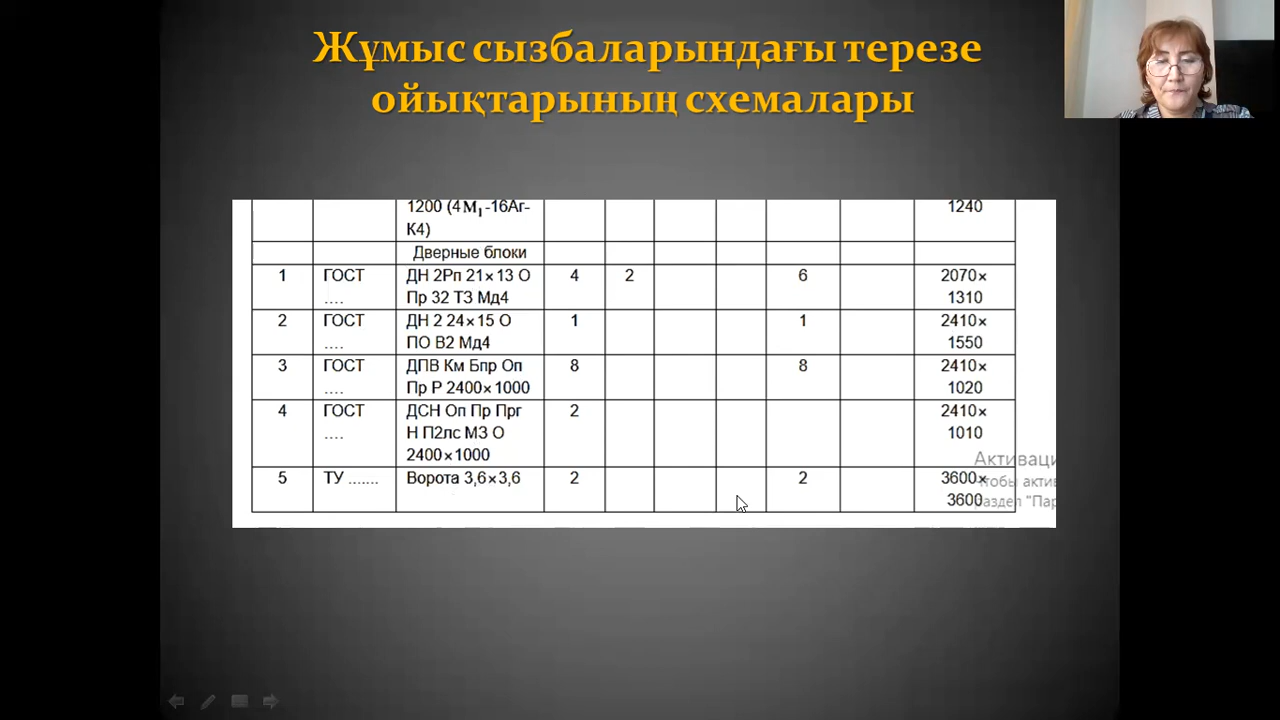 Жұмыс сызбаларындағы терезе
ойықтарының схемалары
1200 (4М₁-16Аг- 1240
К4)
Дверные блоки
1 ГОСТ ДН 2Рп 21×13 О 4 2 6 2070×
.... Пр 32 Т3 Мд4 1310
2 ГОСТ ДН 2 24×15 О 1 1 2410×
.... ПО В2 Мд4 1550
3 ГОСТ ДПВ Км Бпр Оп 8 8 2410×
.... Пр Р 2400×1000 1020
4 ГОСТ ДСН Оп Пр Прг 2 2410×
.... Н П2лс М3 О 1010
2400×1000
Активаци
5 ТУ ....... Ворота 3,6×3,6 2 2 3600×
Чтобы актив
3600
раздел "Пар